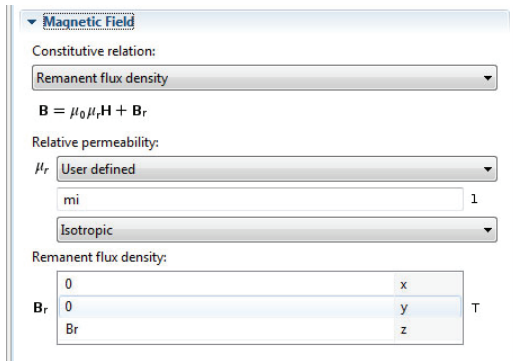 Magnetic Field
Constitutive relation:
Remanent flux density
B = μ₀μᵣH + Bᵣ
Relative permeability:
μᵣ User defined
mi 1
Isotropic
Remanent flux density:
0 x
Bᵣ 0 y T
Br z